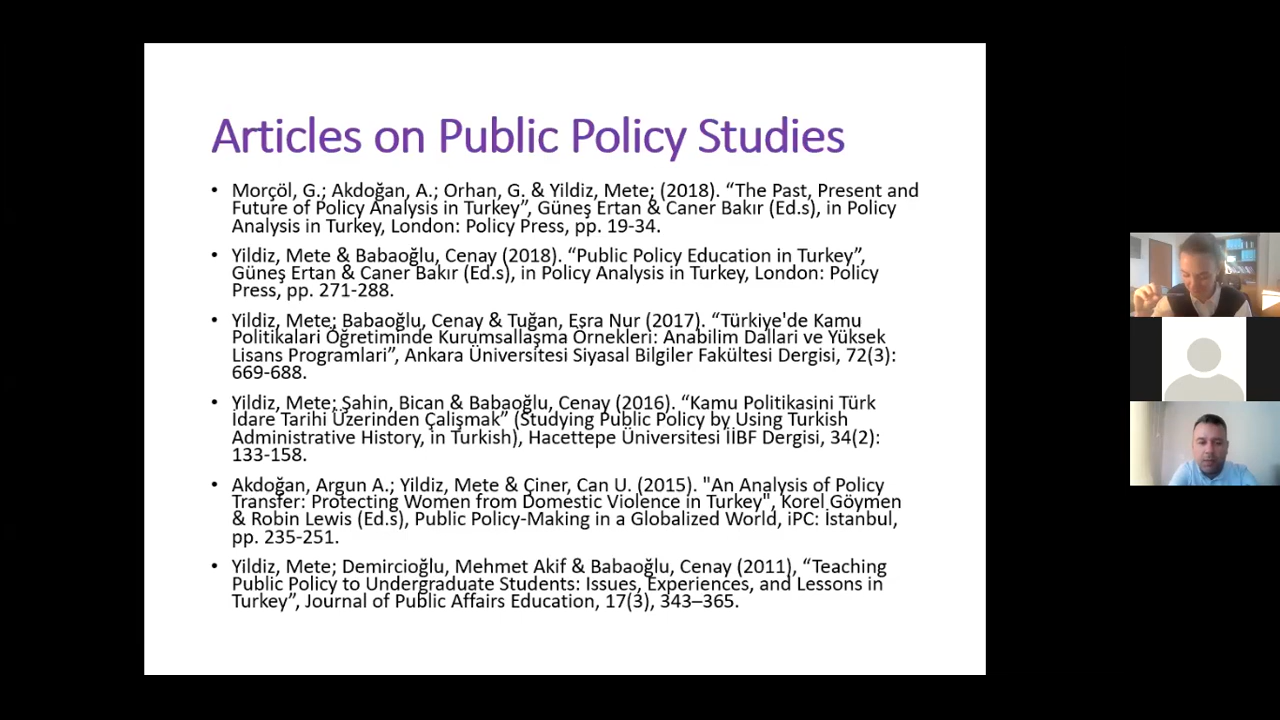 Articles on Public Policy Studies
• Morçöl, G.; Akdoğan, A.; Orhan, G. & Yildiz, Mete; (2018). “The Past, Present and
Future of Policy Analysis in Turkey”, Güneş Ertan & Caner Bakır (Ed.s), in Policy
Analysis in Turkey, London: Policy Press, pp. 19-34.
• Yildiz, Mete & Babaoğlu, Cenay (2018). “Public Policy Education in Turkey”,
Güneş Ertan & Caner Bakır (Ed.s), in Policy Analysis in Turkey, London: Policy
Press, pp. 271-288.
• Yildiz, Mete; Babaoğlu, Cenay & Tuğan, Esra Nur (2017). “Türkiye'de Kamu
Politikalari Öğretiminde Kurumsallaşma Örnekleri: Anabilim Dallari ve Yüksek
Lisans Programlari”, Ankara Üniversitesi Siyasal Bilgiler Fakültesi Dergisi, 72(3):
669-688.
• Yildiz, Mete; Şahin, Bican & Babaoğlu, Cenay (2016). “Kamu Politikasini Türk
İdare Tarihi Üzerinden Çalişmak” (Studying Public Policy by Using Turkish
Administrative History, in Turkish), Hacettepe Üniversitesi İİBF Dergisi, 34(2):
133-158.
• Akdoğan, Argun A.; Yildiz, Mete & Çiner, Can U. (2015). "An Analysis of Policy
Transfer: Protecting Women from Domestic Violence in Turkey", Korel Göymen
& Robin Lewis (Ed.s), Public Policy-Making in a Globalized World, iPC: İstanbul,
pp. 235-251.
• Yildiz, Mete; Demircioğlu, Mehmet Akif & Babaoğlu, Cenay (2011), “Teaching
Public Policy to Undergraduate Students: Issues, Experiences, and Lessons in
Turkey”, Journal of Public Affairs Education, 17(3), 343–365.